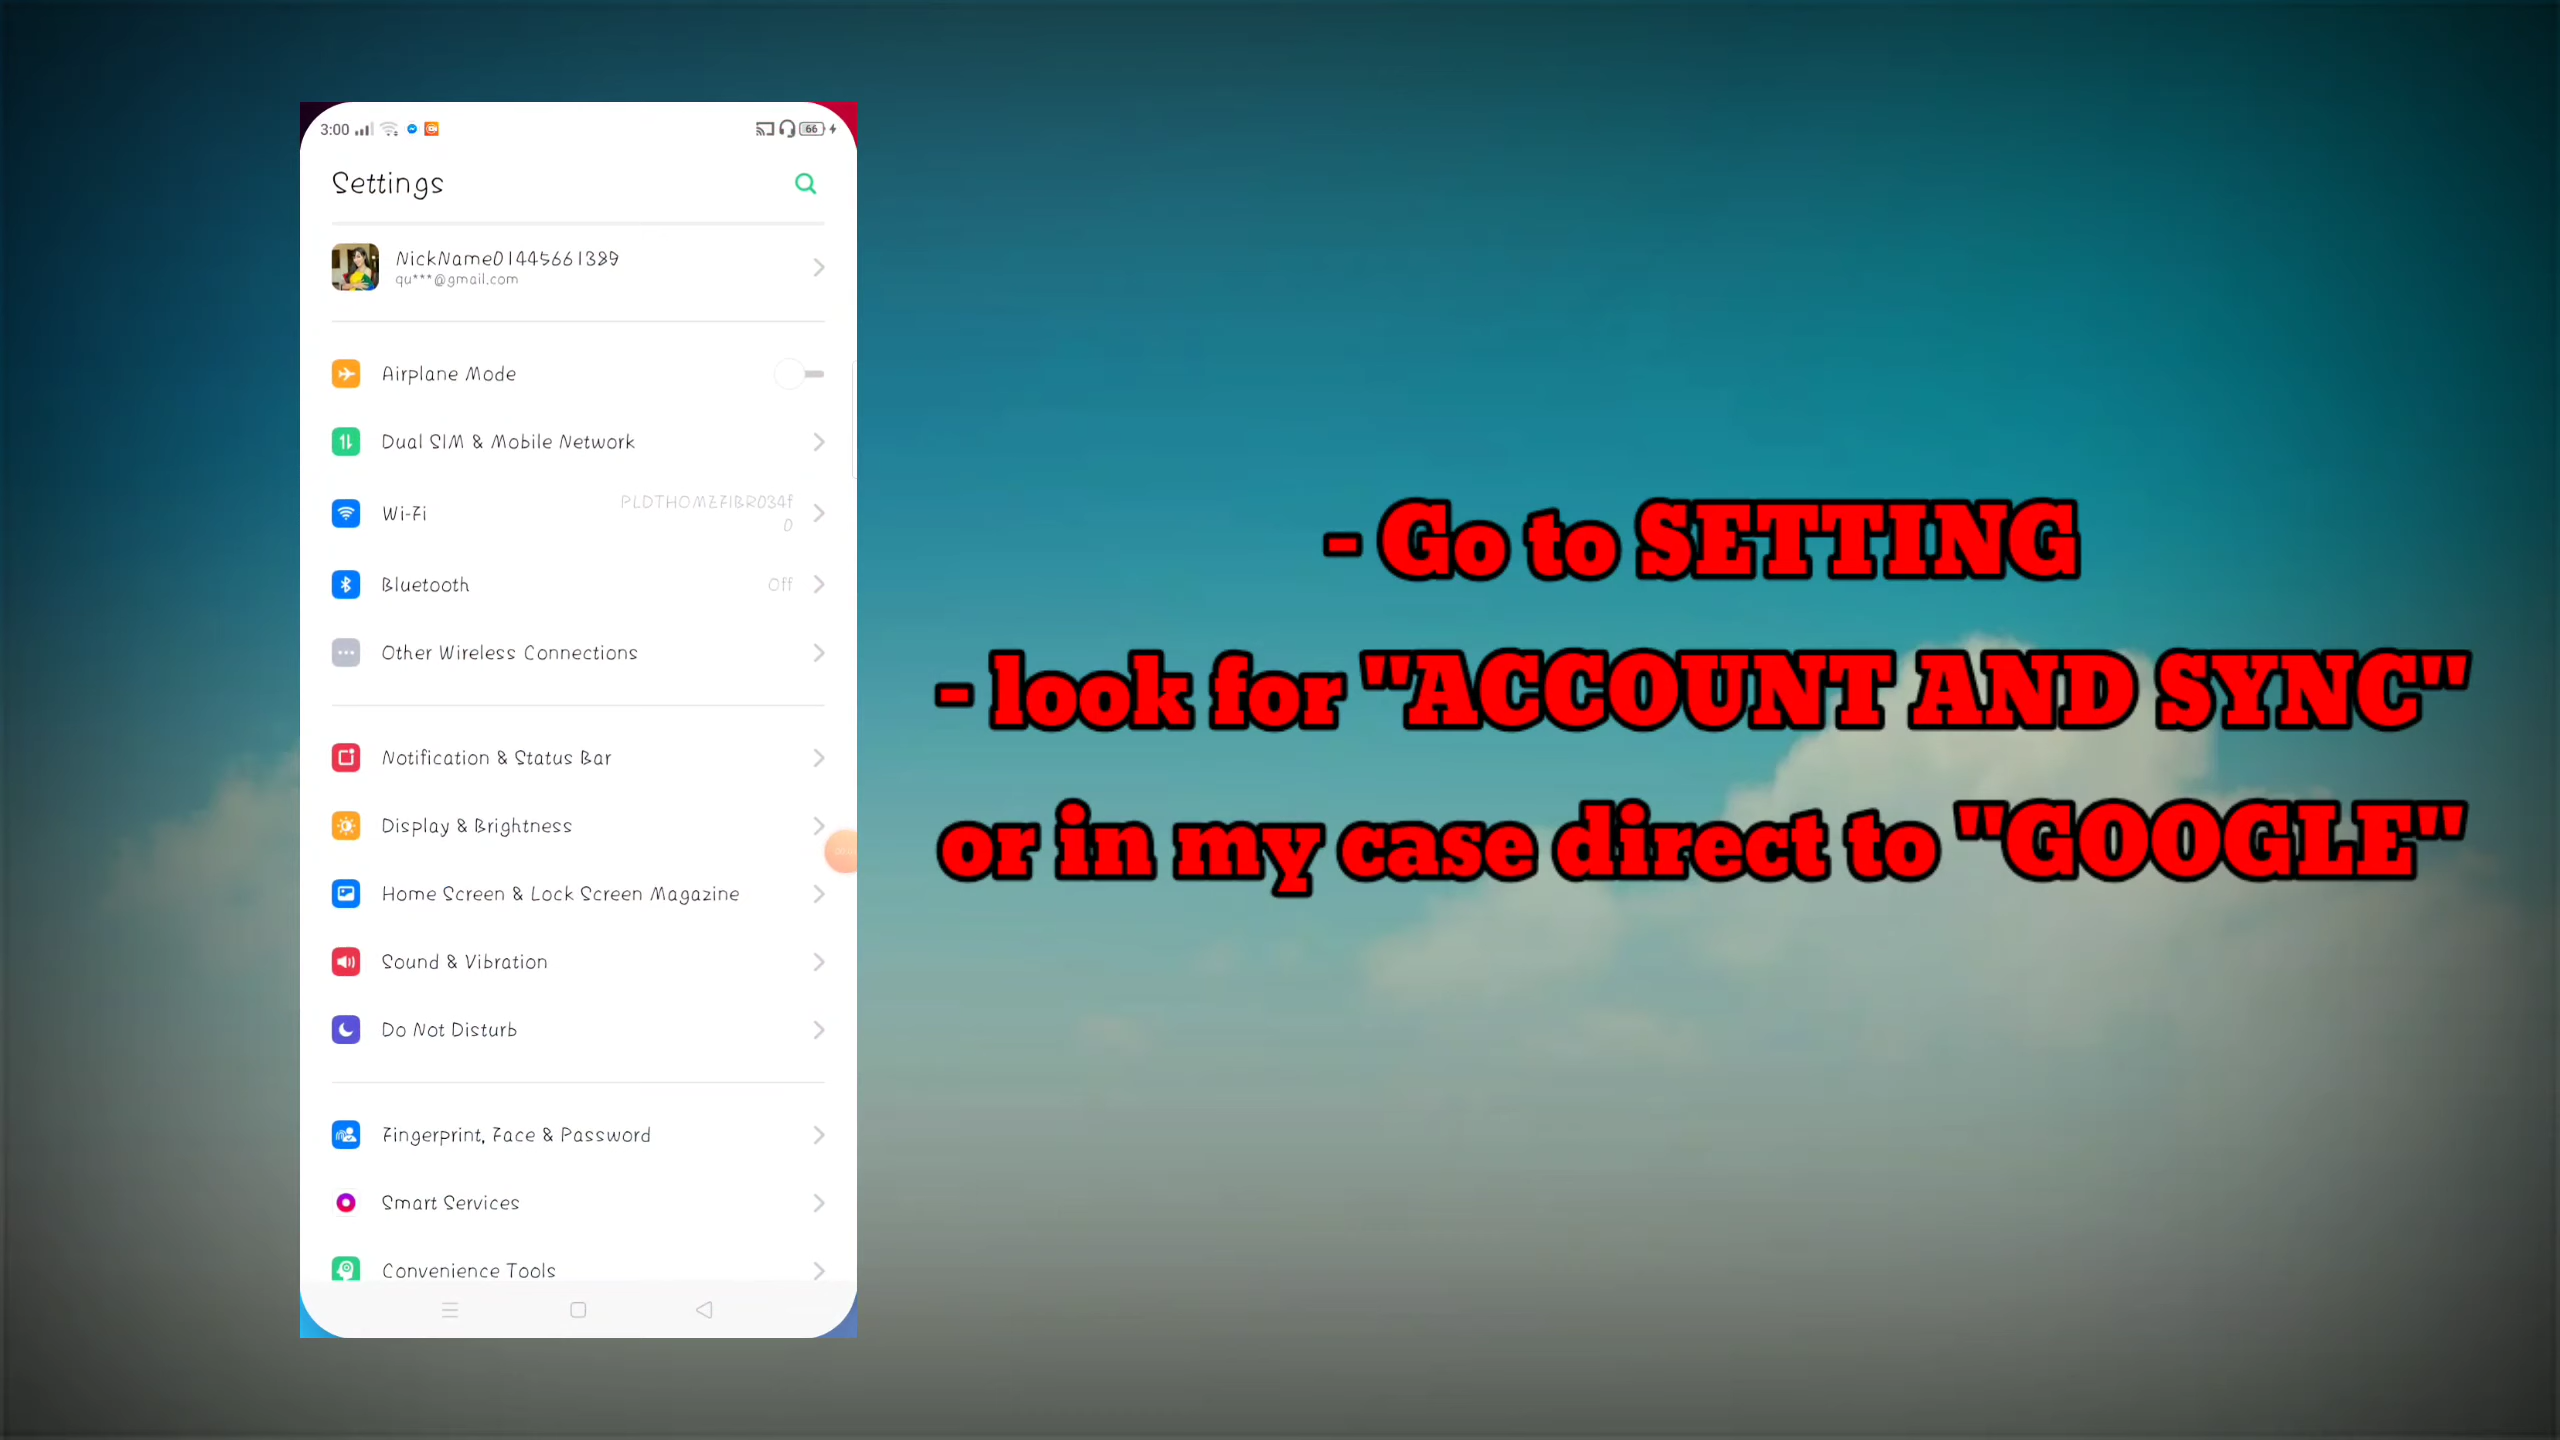 3:00
66
Settings
NickName01445661389
qu***@gmail.com
Airplane Mode
Dual SIM & Mobile Network
Wi-Fi
PLDTHOMEFIBR034f
0
Bluetooth
Off
Other Wireless Connections
Notification & Status Bar
Display & Brightness
Home Screen & Lock Screen Magazine
Sound & Vibration
Do Not Disturb
Fingerprint, Face & Password
Smart Services
Convenience Tools
- Go to SETTING
- look for "ACCOUNT AND SYNC"
or in my case direct to "GOOGLE"